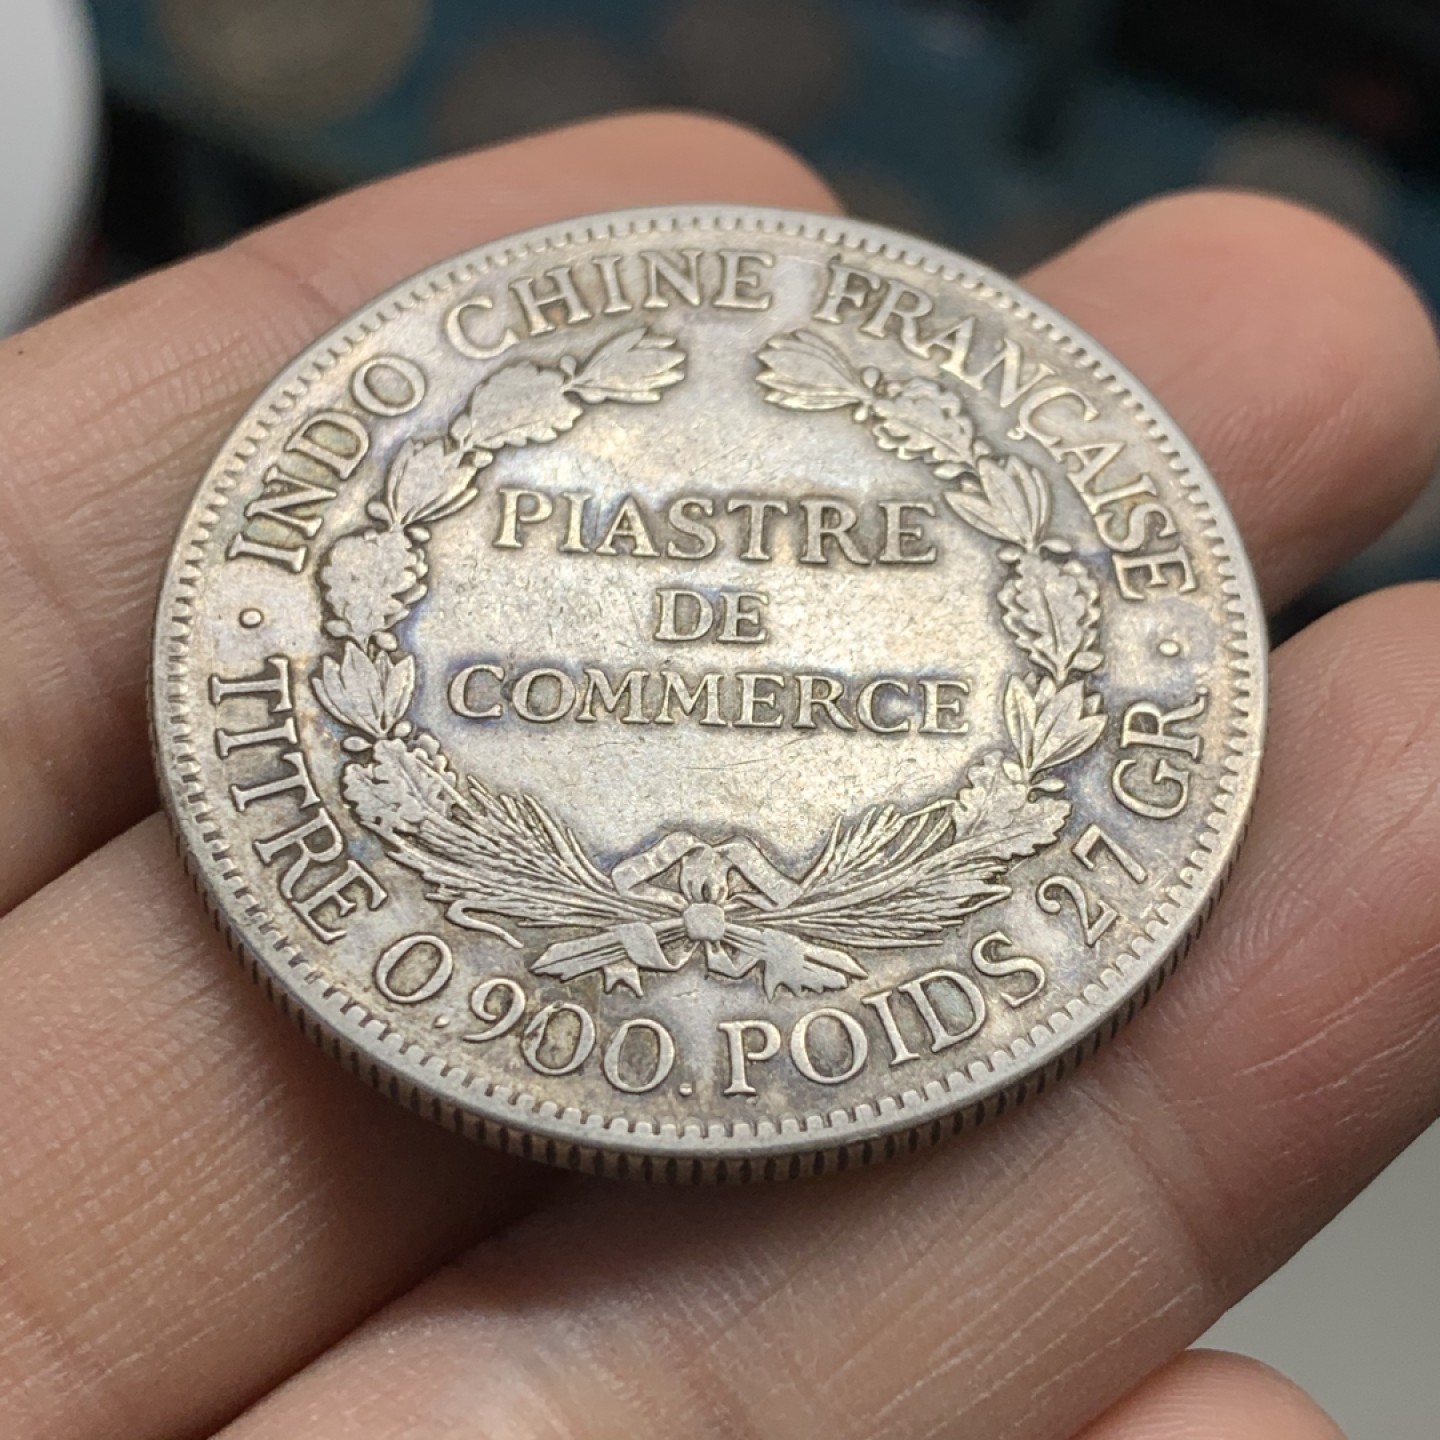 INDO CHINE FRANÇAISE
PIASTRE
DE
COMMERCE
· TITRE 0.900. POIDS 27 GR ·